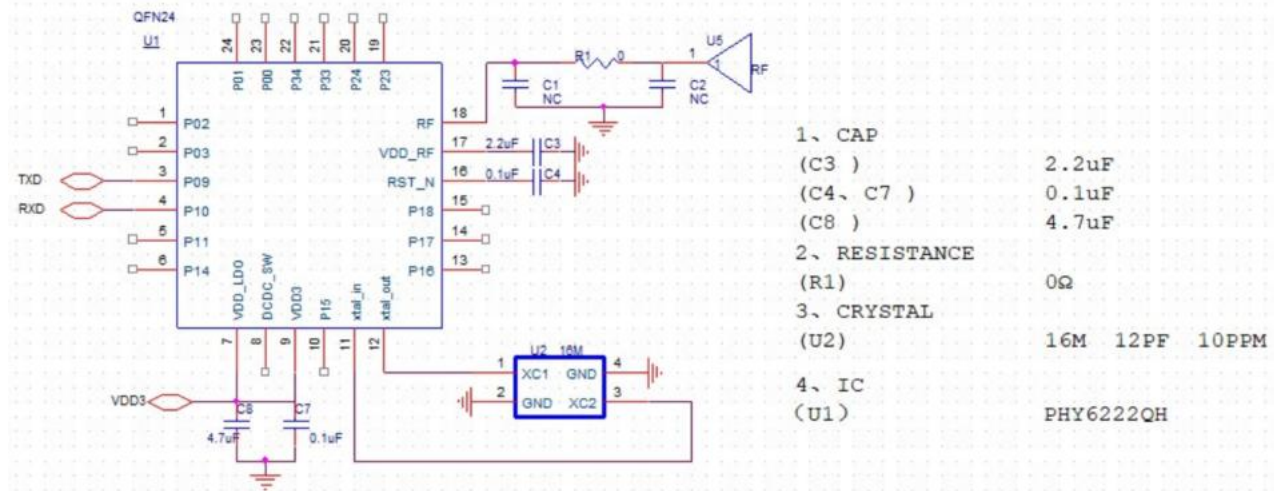 QFN24
U1
24 23 22 21 20 19
P01 P00 P34 P33 P24 P23
1 P02
2 P03
TXD 3 P09
RXD 4 P10
5 P11
6 P14
RF 18
VDD_RF 17 2.2uF C3
RST_N 16 0.1uF C4
P18 15
P17 14
P16 13
VDD_LDO DCDC_SW VDD3 P15 xtal_in xtal_out
7 8 9 10 11 12
R1 0
C1
NC
C2
NC
U5
1 1
RF
U2 16M
1 XC1 GND 4
2 GND XC2 3
VDD3
C8 C7
4.7uF 0.1uF
1、CAP
(C3 ) 2.2uF
(C4、C7 ) 0.1uF
(C8 ) 4.7uF
2、RESISTANCE
(R1) 0Ω
3、CRYSTAL
(U2) 16M 12PF 10PPM
4、IC
(U1) PHY6222QH